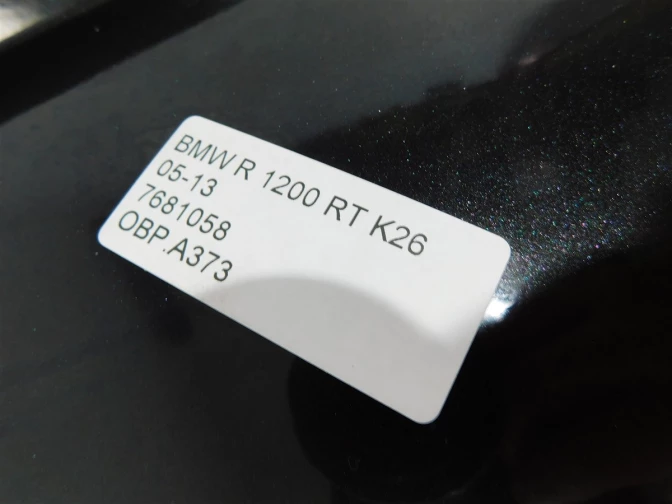 BMW R 1200 RT K26
05-13
7681058
OBP.A373